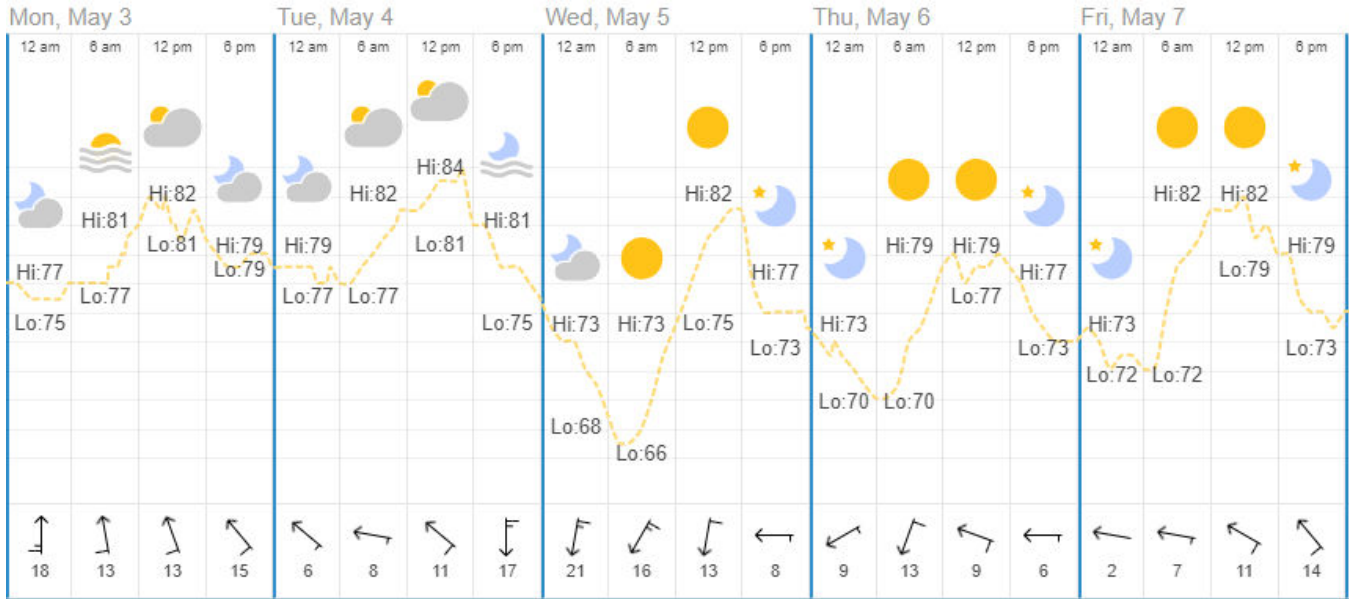 Mon, May 3 Tue, May 4 Wed, May 5 Thu, May 6 Fri, May 7
12 am 6 am 12 pm 6 pm 12 am 6 am 12 pm 6 pm 12 am 6 am 12 pm 6 pm 12 am 6 am 12 pm 6 pm 12 am 6 am 12 pm 6 pm
Hi:84
Hi:82 Hi:82 Hi:82 Hi:82 Hi:82
Hi:81 Hi:81
Hi:79 Hi:79 Hi:79 Hi:79 Hi:79
Lo:81 Lo:81
Lo:79 Lo:79
Hi:77 Hi:77 Hi:77
Lo:77 Lo:77 Lo:77 Lo:77
Lo:75 Hi:73 Hi:73 Hi:73 Hi:73
Lo:75 Lo:75
Lo:73 Lo:73 Lo:73
Lo:72 Lo:72
Lo:70 Lo:70
Lo:68
Lo:66
18 13 13 15 6 8 11 17 21 16 13 8 9 13 9 6 2 7 11 14